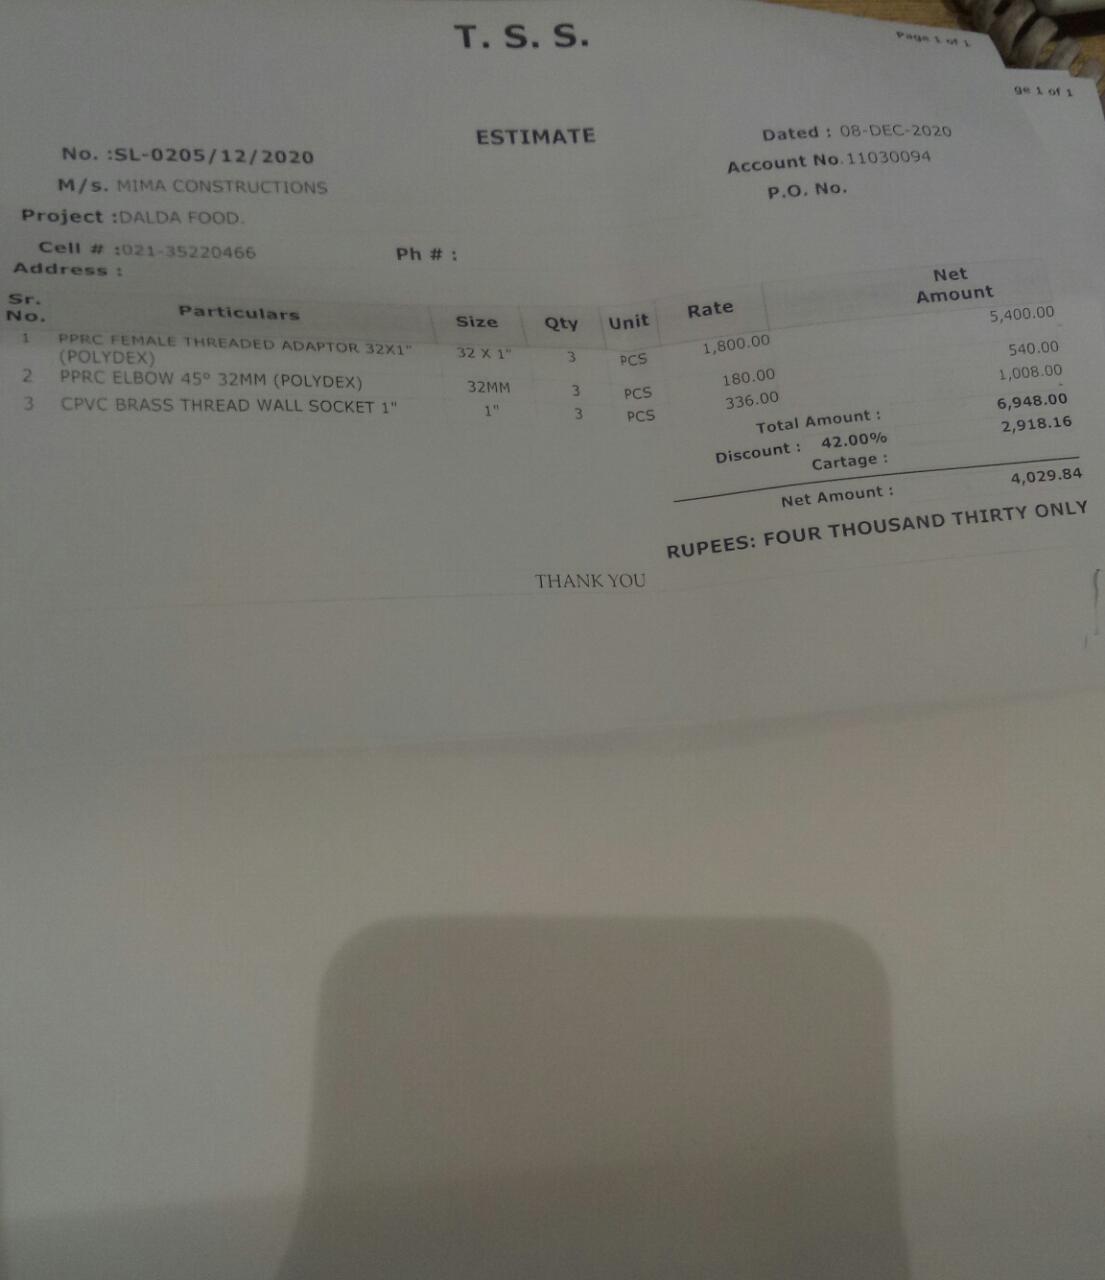 T. S. S.
Page 1 of 1
ge 1 of 1
ESTIMATE
No. :SL-0205/12/2020
Dated : 08-DEC-2020
M/s. MIMA CONSTRUCTIONS
Account No.11030094
Project :DALDA FOOD.
P.O. No.
Cell # :021-35220466 Ph # :
Address :
Sr. No. Particulars Size Qty Unit Rate Net Amount
1 PPRC FEMALE THREADED ADAPTOR 32X1" (POLYDEX) 32 X 1" 3 PCS 1,800.00 5,400.00
2 PPRC ELBOW 45º 32MM (POLYDEX) 32MM 3 PCS 180.00 540.00
3 CPVC BRASS THREAD WALL SOCKET 1" 1" 3 PCS 336.00 1,008.00
Total Amount : 6,948.00
Discount : 42.00% 2,918.16
Cartage :
Net Amount : 4,029.84
RUPEES: FOUR THOUSAND THIRTY ONLY
THANK YOU